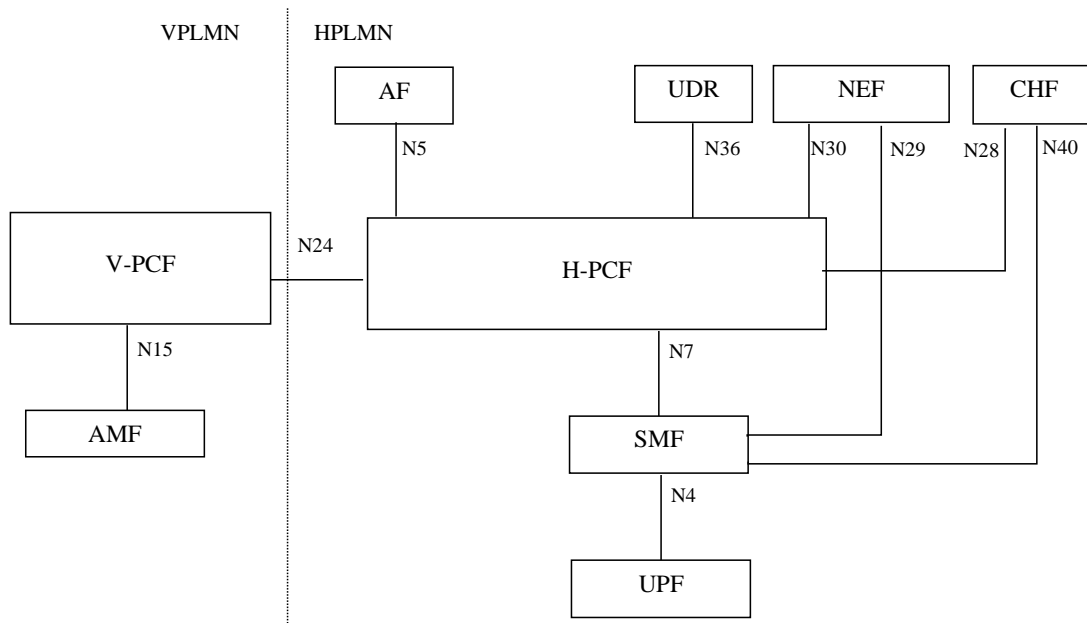 VPLMN
HPLMN
AF
UDR
NEF
CHF
N5
N36
N30
N29
N28
N40
V-PCF
N24
H-PCF
N15
N7
AMF
SMF
N4
UPF